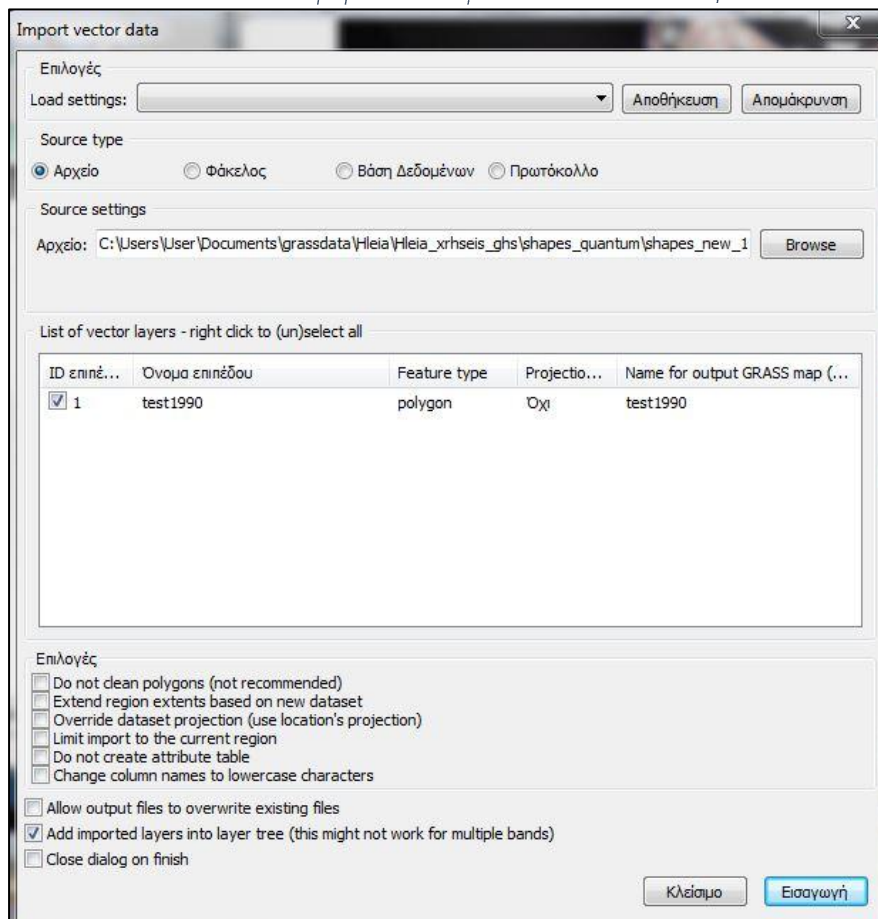 Import vector data
X
Επιλογές
Load settings: Αποθήκευση Απομάκρυνση
Source type
Αρχείο Φάκελος Βάση Δεδομένων Πρωτόκολλο
Source settings
Αρχείο: C:\Users\User\Documents\grassdata\Hleia\Hleia_xrhseis_ghs\shapes_quantum\shapes_new_1 Browse
List of vector layers - right click to (un)select all
ID επιπέ... Όνομα επιπέδου Feature type Projectio... Name for output GRASS map (...
1 test1990 polygon Όχι test1990
Επιλογές
Do not clean polygons (not recommended)
Extend region extents based on new dataset
Override dataset projection (use location's projection)
Limit import to the current region
Do not create attribute table
Change column names to lowercase characters
Allow output files to overwrite existing files
Add imported layers into layer tree (this might not work for multiple bands)
Close dialog on finish
Κλείσιμο Εισαγωγή